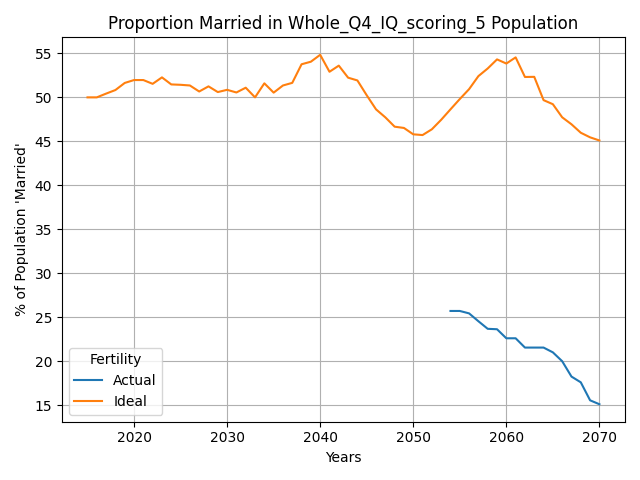 Proportion Married in Whole_Q4_IQ_scoring_5 Population
% of Population 'Married'
55
50
45
40
35
30
25
20
15
Fertility
Actual
Ideal
2020 2030 2040 2050 2060 2070
Years